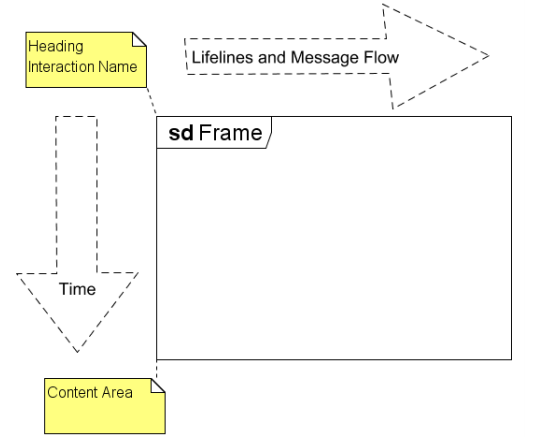 Heading
Interaction Name
Lifelines and Message Flow
sd Frame
Time
Content Area